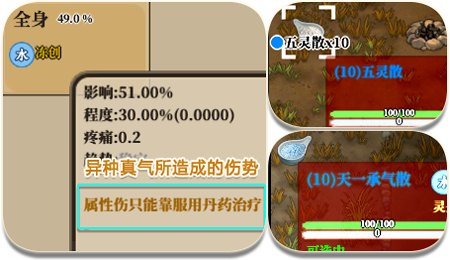 全身 49.0%
水 冻创
影响:51.00%
程度:30.00%(0.0000)
疼痛:0.2
异种真气所造成的伤势
属性伤只能靠服用丹药治疗
五灵散x10
(10)五灵散
100/100
0
(10)天一承气散
水
灵
100/100
0